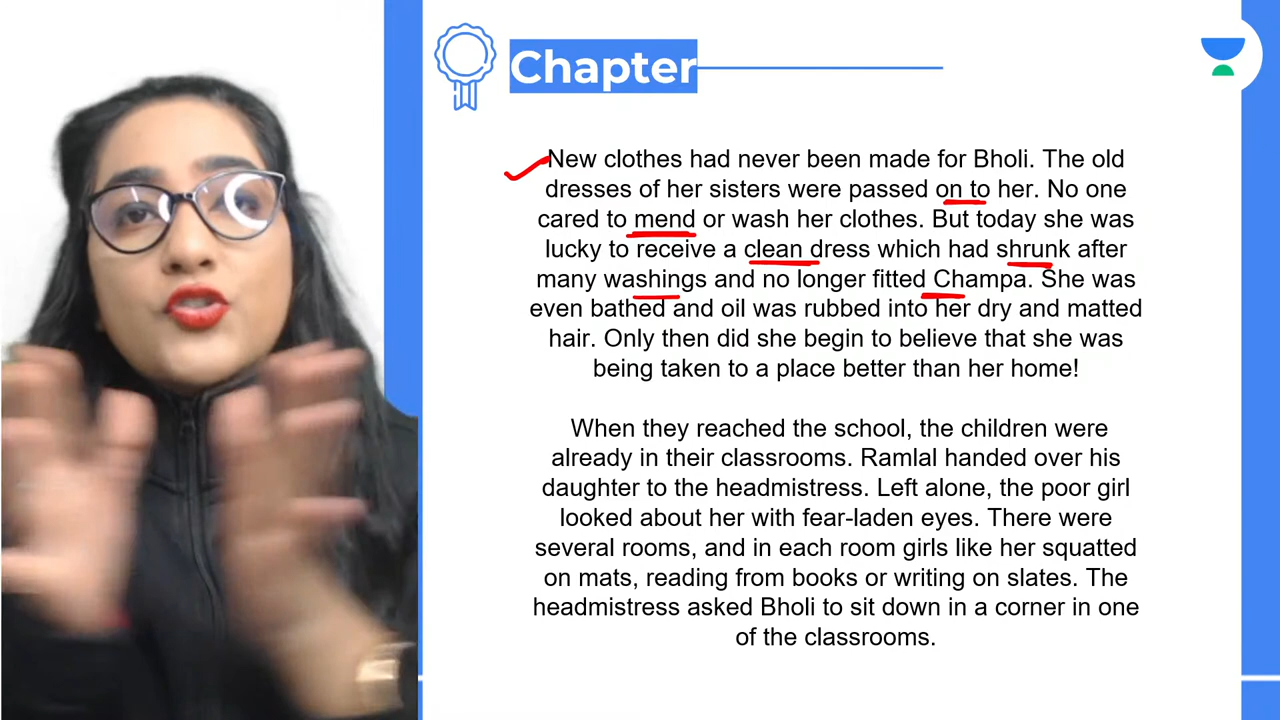 Chapter
New clothes had never been made for Bholi. The old
dresses of her sisters were passed on to her. No one
cared to mend or wash her clothes. But today she was
lucky to receive a clean dress which had shrunk after
many washings and no longer fitted Champa. She was
even bathed and oil was rubbed into her dry and matted
hair. Only then did she begin to believe that she was
being taken to a place better than her home!
When they reached the school, the children were
already in their classrooms. Ramlal handed over his
daughter to the headmistress. Left alone, the poor girl
looked about her with fear-laden eyes. There were
several rooms, and in each room girls like her squatted
on mats, reading from books or writing on slates. The
headmistress asked Bholi to sit down in a corner in one
of the classrooms.